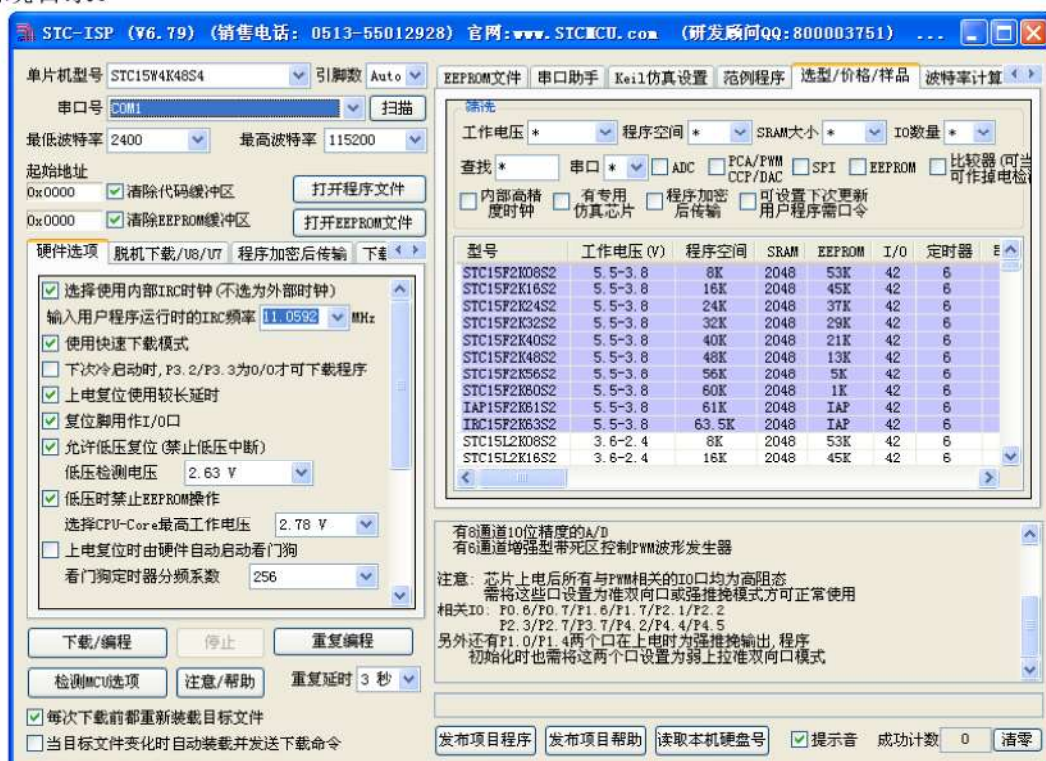 STC-ISP (V6.79) (销售电话: 0513-55012928) 官网:www.STCMCU.com (研发顾问QQ:800003751) ...
单片机型号 STC15W4K48S4 引脚数 Auto
串口号 COM1 扫描
最低波特率 2400 最高波特率 115200
起始地址
0x0000 清除代码缓冲区 打开程序文件
0x0000 清除EEPROM缓冲区 打开EEPROM文件
硬件选项 脱机下载/U8/U7 程序加密后传输
选择使用内部IRC时钟(不选为外部时钟)
输入用户程序运行时的IRC频率 11.0592 MHz
使用快速下载模式
下次冷启动时,P3.2/P3.3为0/0才可下载程序
上电复位使用较长延时
复位脚用作I/O口
允许低压复位(禁止低压中断)
低压检测电压 2.63 V
低压时禁止EEPROM操作
选择CPU-Core最高工作电压 2.78 V
上电复位时由硬件自动启动看门狗
看门狗定时器分频系数 256
下载/编程 停止 重复编程
检测MCU选项 注意/帮助 重复延时 3 秒
每次下载前都重新装载目标文件
当目标文件变化时自动装载并发送下载命令
EEPROM文件 串口助手 Keil仿真设置 范例程序 选型/价格/样品 波特率计算
筛选
工作电压 * 程序空间 * SRAM大小 * IO数量 *
查找 * 串口 * ADC PCA/PWM CCP/DAC SPI EEPROM 比较器(可当可作掉电检
内部高精度时钟 有专用仿真芯片 程序加密后传输 可设置下次更新用户程序需口令
型号 工作电压(V) 程序空间 SRAM EEPROM I/O 定时器
STC15F2K08S2 5.5-3.8 8K 2048 53K 42 6
STC15F2K16S2 5.5-3.8 16K 2048 45K 42 6
STC15F2K24S2 5.5-3.8 24K 2048 37K 42 6
STC15F2K32S2 5.5-3.8 32K 2048 29K 42 6
STC15F2K40S2 5.5-3.8 40K 2048 21K 42 6
STC15F2K48S2 5.5-3.8 48K 2048 13K 42 6
STC15F2K56S2 5.5-3.8 56K 2048 5K 42 6
STC15F2K60S2 5.5-3.8 60K 2048 1K 42 6
IAP15F2K61S2 5.5-3.8 61K 2048 IAP 42 6
IRC15F2K63S2 5.5-3.8 63.5K 2048 IAP 42 6
STC15L2K08S2 3.6-2.4 8K 2048 53K 42 6
STC15L2K16S2 3.6-2.4 16K 2048 45K 42 6
有8通道10位精度的A/D
有6通道增强型带死区控制PWM波形发生器
注意: 芯片上电后所有与PWM相关的IO口均为高阻态
需将这些口设置为准双向口或强推挽模式方可正常使用
相关IO: P0.6/P0.7/P1.6/P1.7/P2.1/P2.2
P2.3/P2.7/P3.7/P4.2/P4.4/P4.5
另外还有P1.0/P1.4两个口在上电时为强推挽输出,程序
初始化时也需将这两个口设置为弱上拉准双向口模式
发布项目程序 发布项目帮助 读取本机硬盘号 提示音 成功计数 0 清零